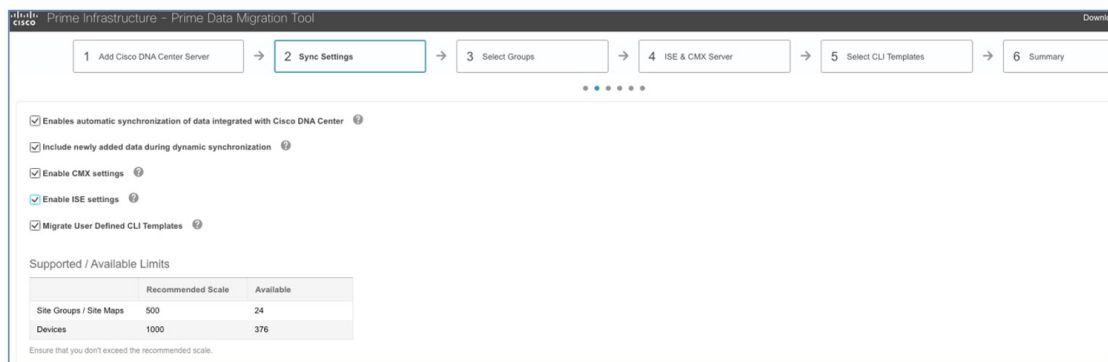 CISCO Prime Infrastructure - Prime Data Migration Tool
1 Add Cisco DNA Center Server
2 Sync Settings
3 Select Groups
4 ISE & CMX Server
5 Select CLI Templates
6 Summary
Enables automatic synchronization of data integrated with Cisco DNA Center
Include newly added data during dynamic synchronization
Enable CMX settings
Enable ISE settings
Migrate User Defined CLI Templates
Supported / Available Limits
Recommended Scale Available
Site Groups / Site Maps 500 24
Devices 1000 376
Ensure that you don't exceed the recommended scale.